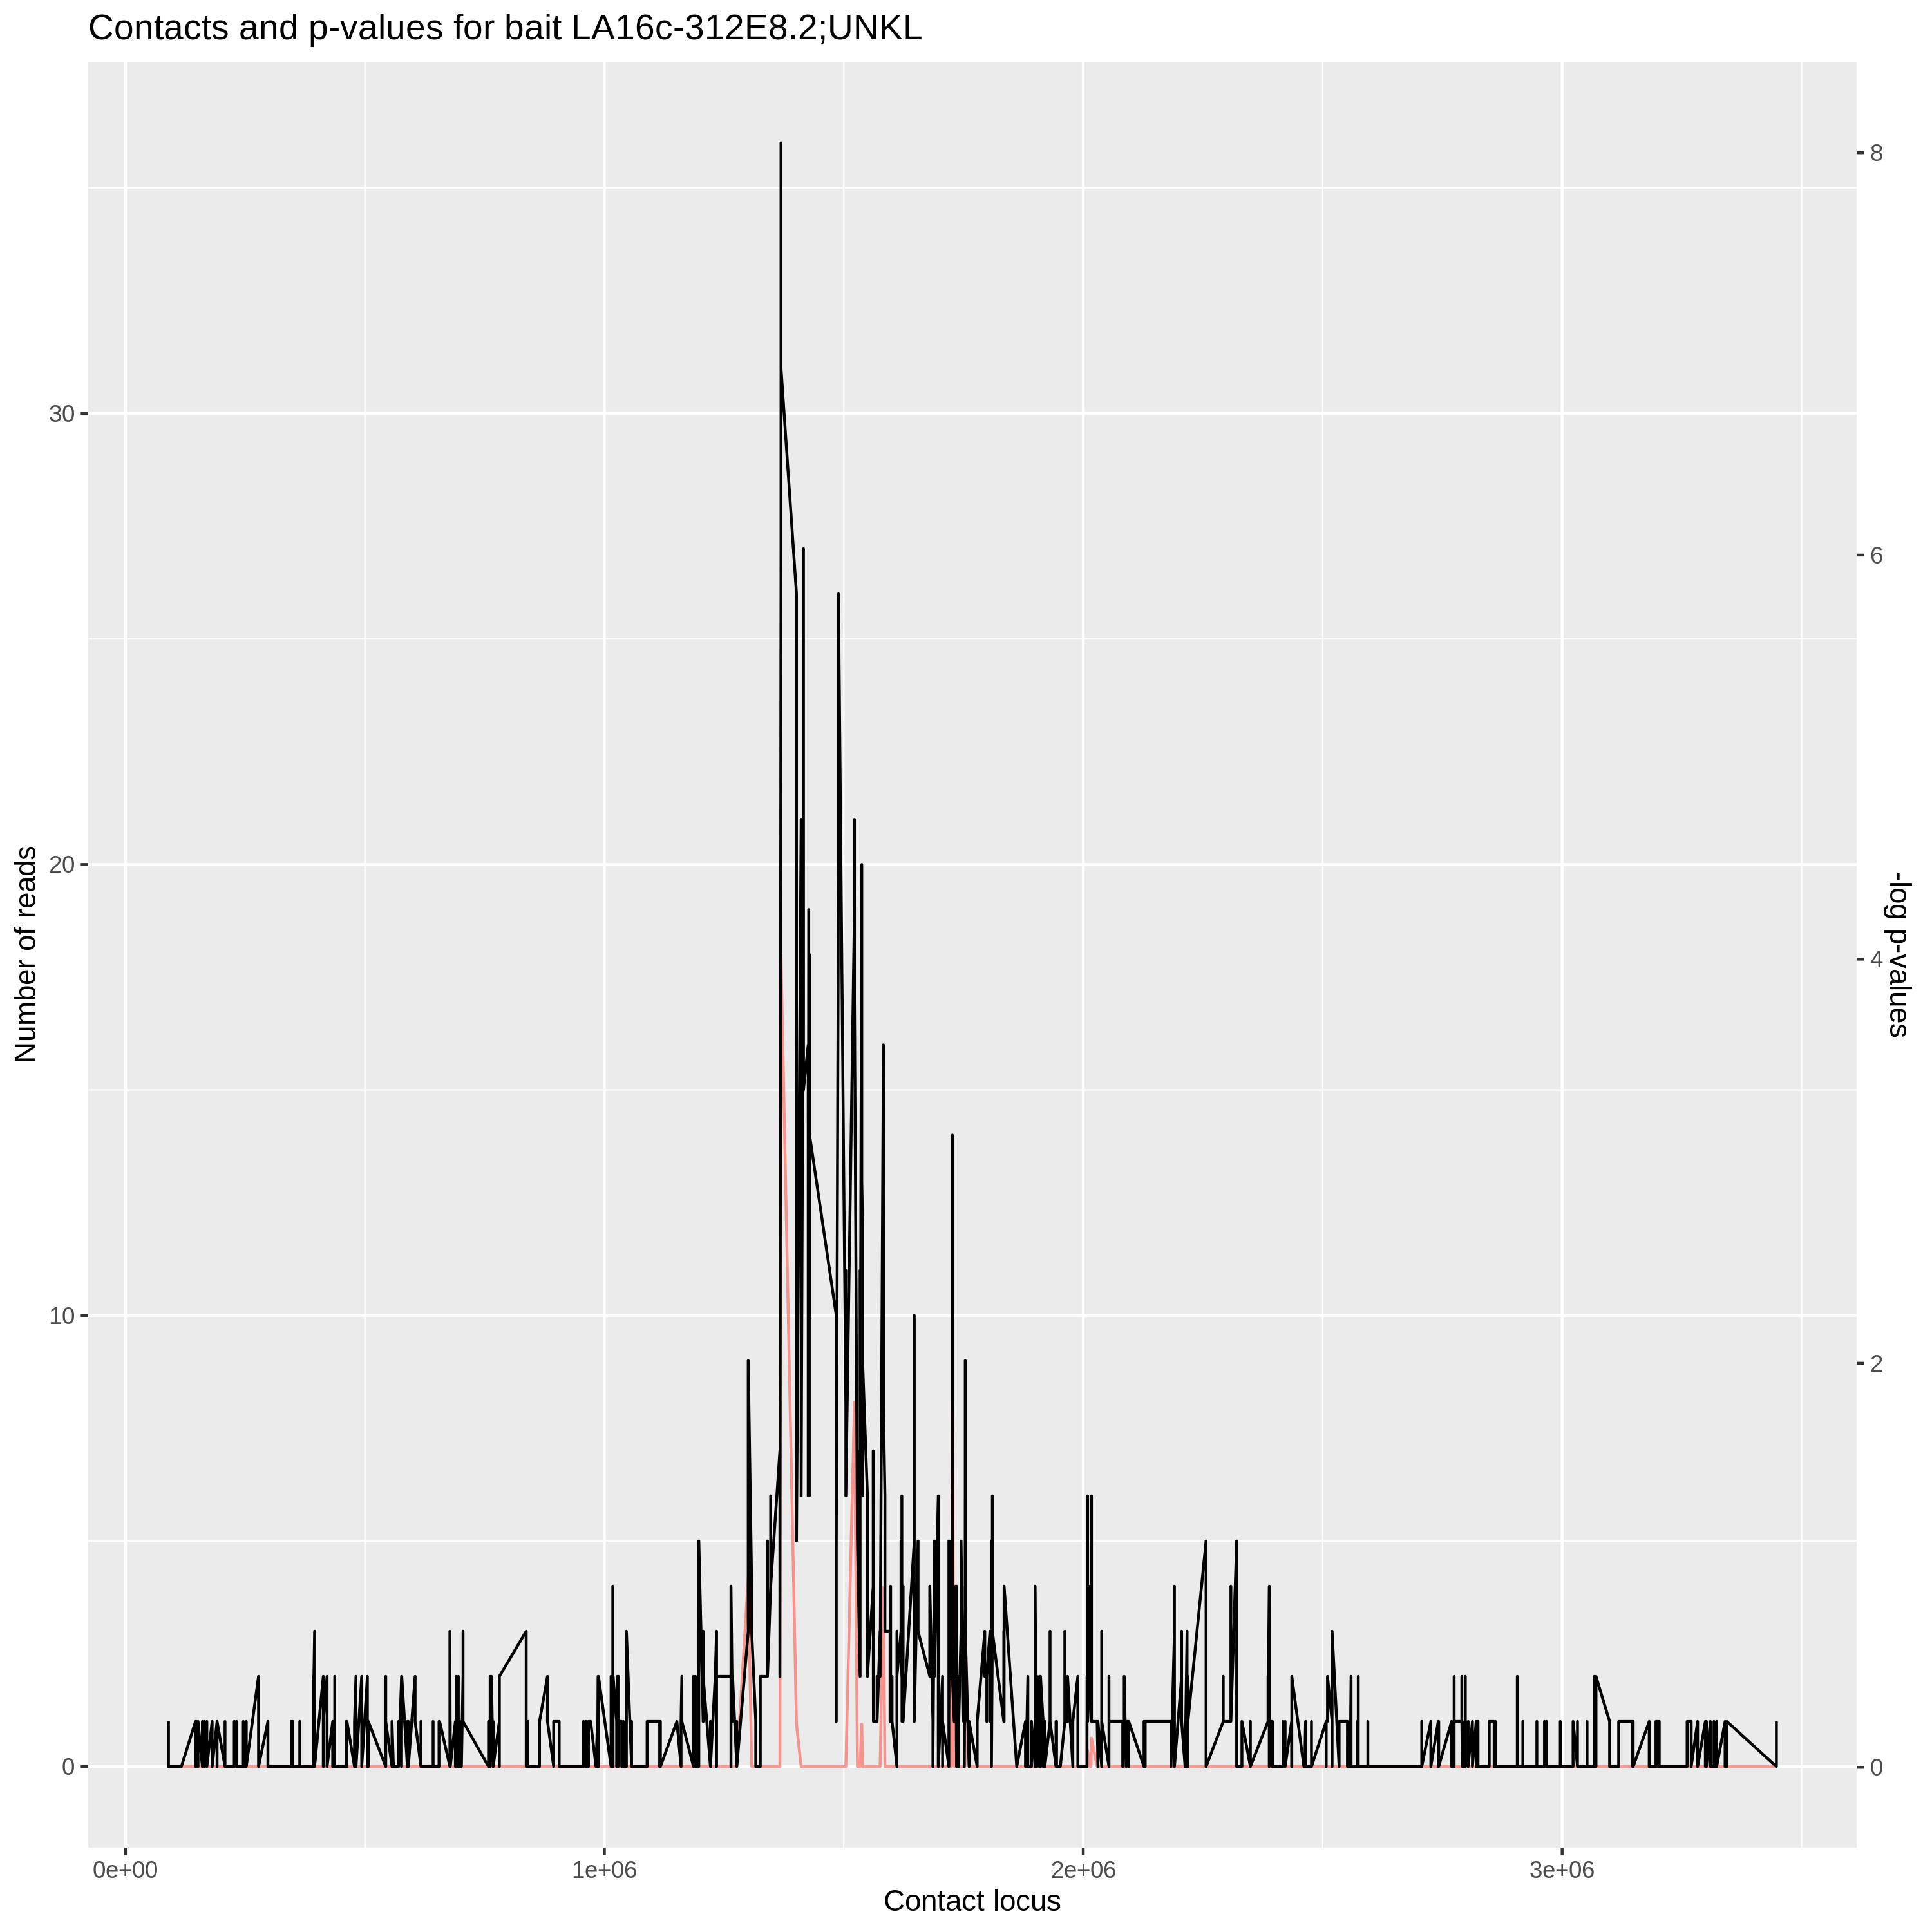 Contacts and p-values for bait LA16c-312E8.2;UNKL
Number of reads
30
20
10
0
8
6
4
2
0
-log p-values
0e+00
1e+06
2e+06
3e+06
Contact locus